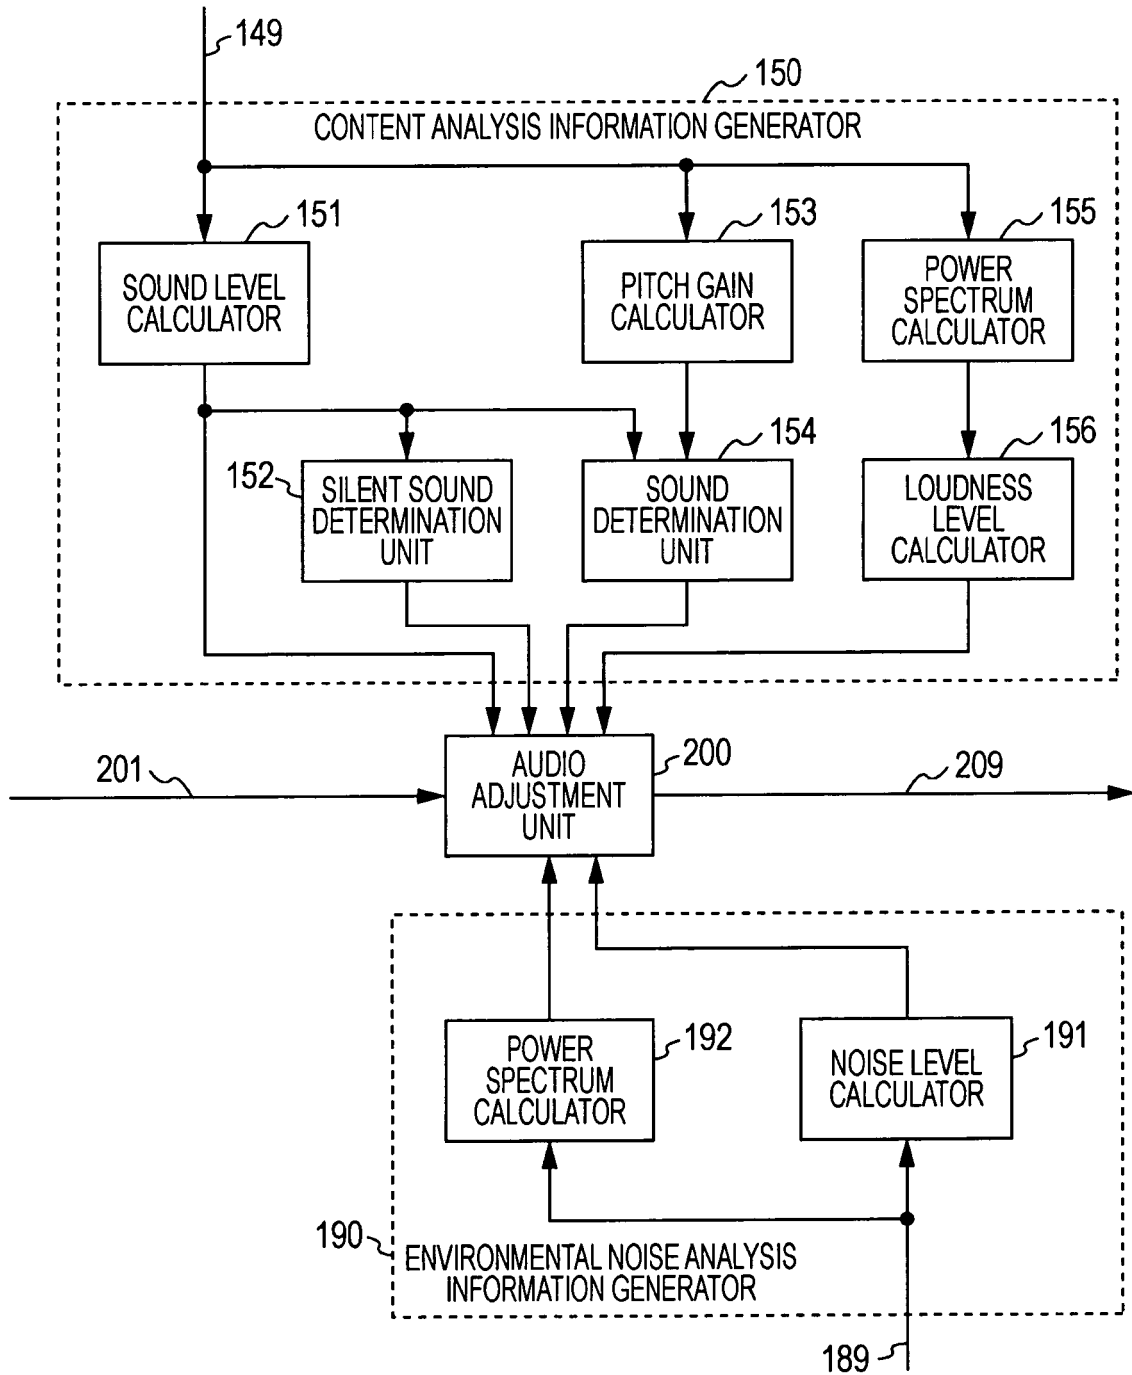 149
150
CONTENT ANALYSIS INFORMATION GENERATOR
151
SOUND LEVEL
CALCULATOR
153
PITCH GAIN
CALCULATOR
155
POWER
SPECTRUM
CALCULATOR
152
SILENT SOUND
DETERMINATION
UNIT
154
SOUND
DETERMINATION
UNIT
156
LOUDNESS
LEVEL
CALCULATOR
201
AUDIO
ADJUSTMENT
UNIT
200
209
POWER
SPECTRUM
CALCULATOR
192
NOISE LEVEL
CALCULATOR
191
190
ENVIRONMENTAL NOISE ANALYSIS
INFORMATION GENERATOR
189